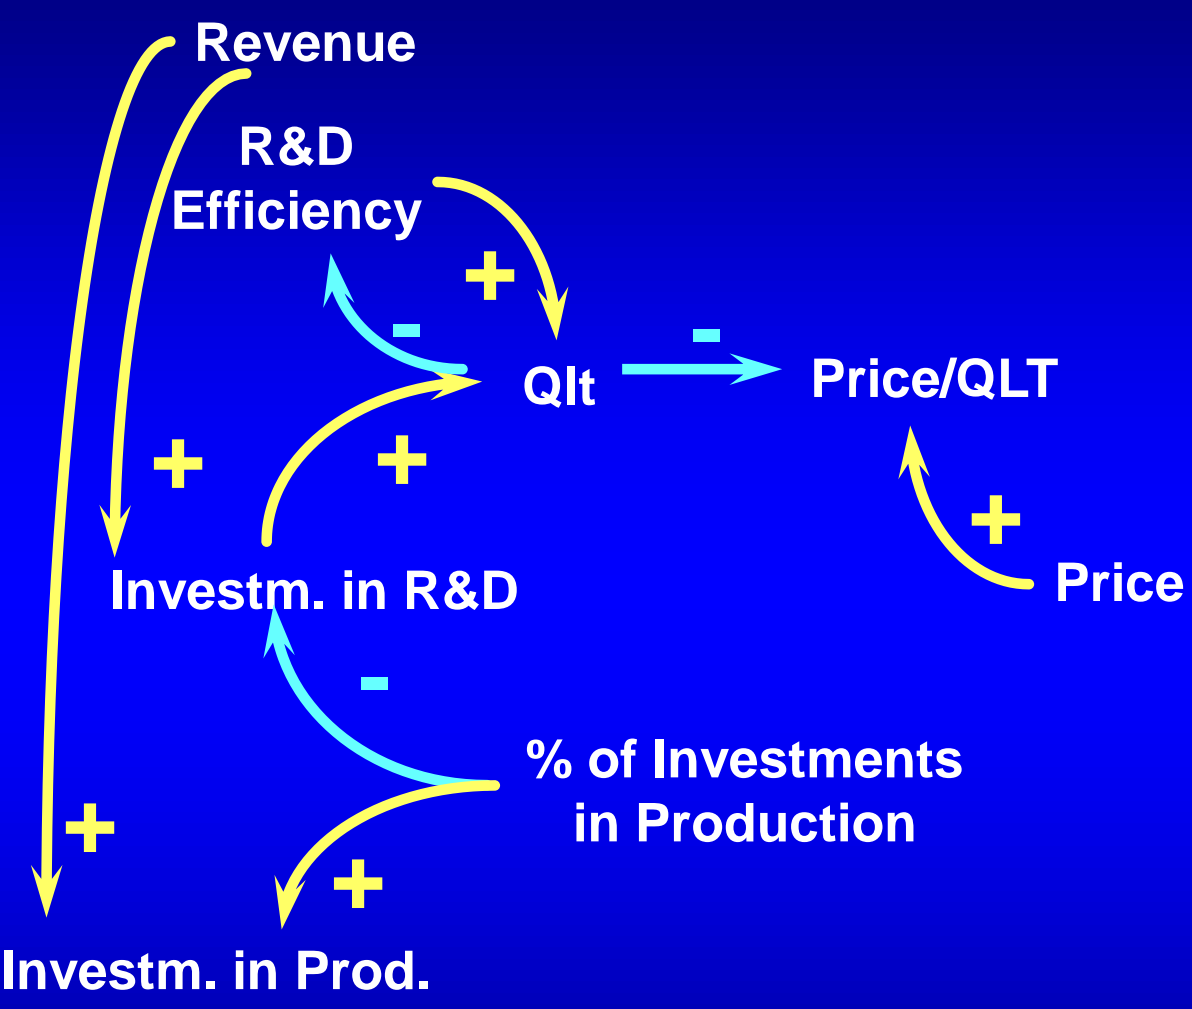 Revenue
R&D
Efficiency
+
-
-
Qlt
Price/QLT
+
+
+
Investm. in R&D
Price
-
% of Investments
in Production
+
+
Investm. in Prod.